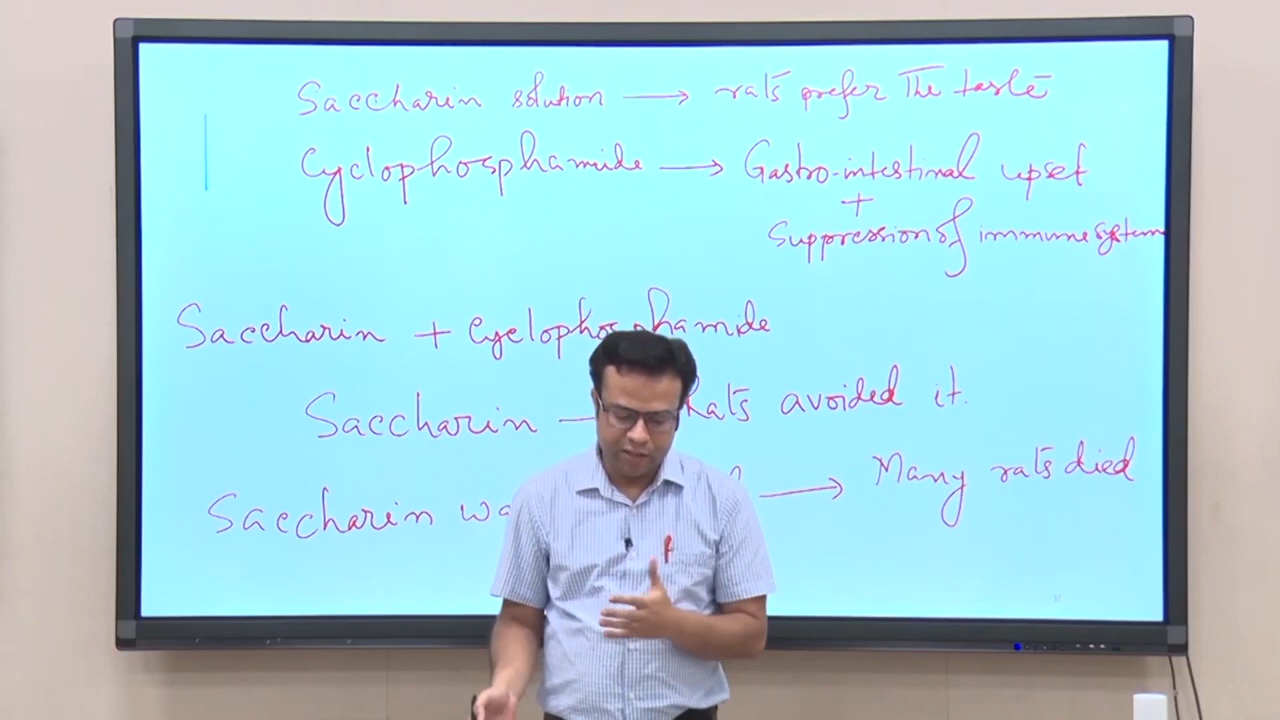 Saccharin solution → rats prefer the taste
Cyclophosphamide → Gastro-intestinal upset
+
Suppression of immune system
Saccharin + Cyclophosphamide
Saccharin Rats avoided it.
Saccharin → Many rats died